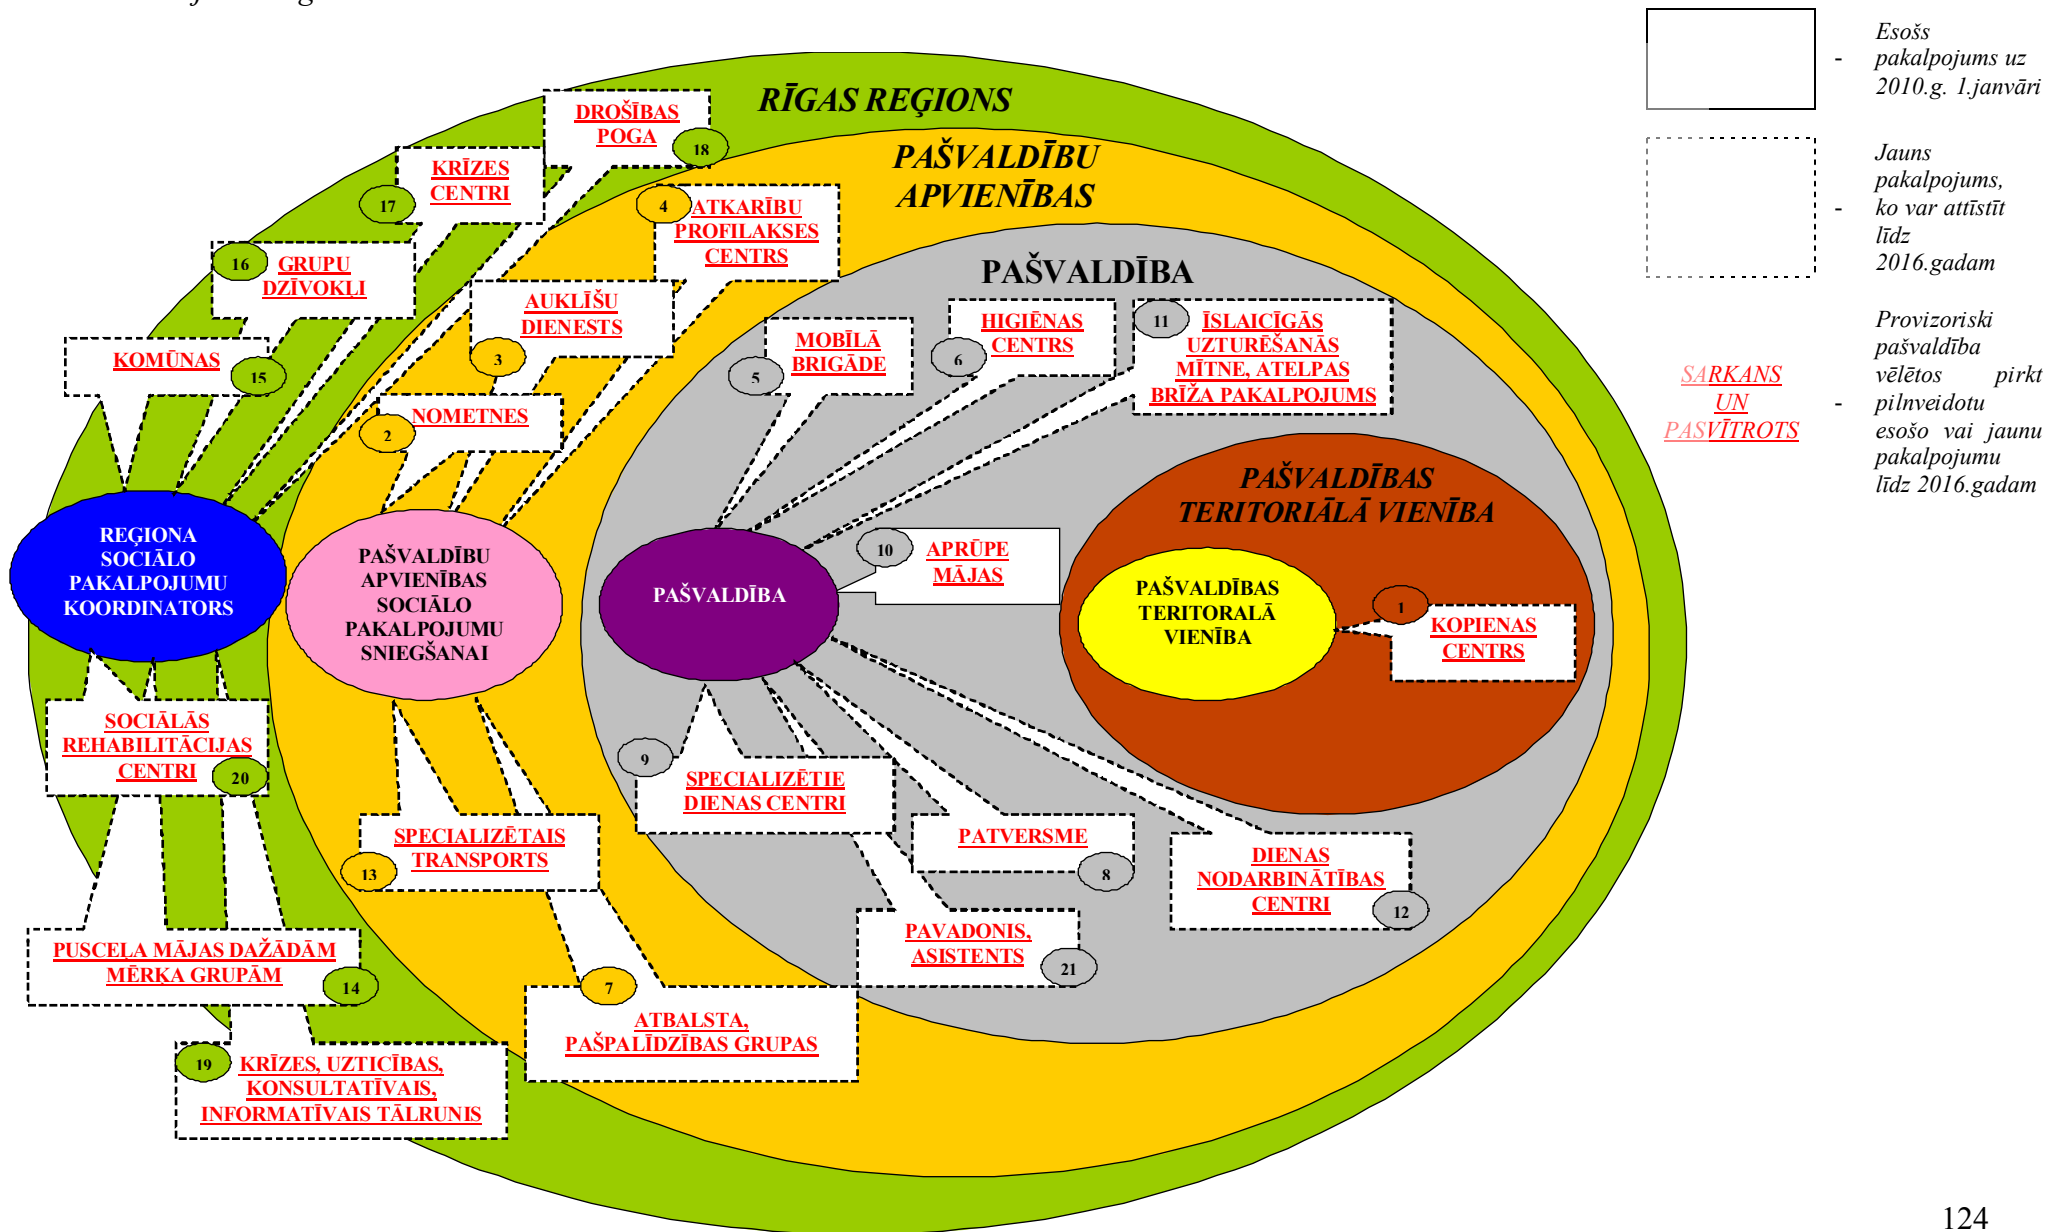 RĪGAS REĢIONS
PAŠVALDĪBU
APVIENĪBAS
PAŠVALDĪBA
PAŠVALDĪBAS
TERITORIĀLĀ VIENĪBA
DROŠĪBAS
POGA
18
KRĪZES
CENTRI
17
16
GRUPU
DZĪVOKĻI
KOMŪNAS
15
4
ATKARĪBU
PROFILAKSES
CENTRS
AUKLĪŠU
DIENESTS
3
NOMETNES
2
MOBĪLĀ
BRIGĀDE
5
HIGIĒNAS
CENTRS
6
11
ĪSLAICĪGĀS
UZTURĒŠANĀS
MĪTNE, ATELPAS
BRĪŽA PAKALPOJUMS
REĢIONA
SOCIĀLO
PAKALPOJUMU
KOORDINATORS
PAŠVALDĪBU
APVIENĪBAS
SOCIĀLO
PAKALPOJUMU
SNIEGŠANAI
PAŠVALDĪBA
10
APRŪPE
MĀJAS
PAŠVALDĪBAS
TERITORALĀ
VIENĪBA
1
KOPIENAS
CENTRS
SOCIĀLĀS
REHABILITĀCIJAS
CENTRI
20
9
SPECIALIZĒTIE
DIENAS CENTRI
SPECIALIZĒTAIS
TRANSPORTS
13
PATVERSME
8
DIENAS
NODARBINĀTĪBAS
CENTRI
12
PAVADONIS,
ASISTENTS
21
PUSCEĻA MĀJAS DAŽĀDĀM
MĒRĶA GRUPĀM
14
7
ATBALSTA,
PAŠPALĪDZĪBAS GRUPAS
19
KRĪZES, UZTICĪBAS,
KONSULTATĪVAIS,
INFORMATĪVAIS TĀLRUNIS
- Esošs
pakalpojums uz
2010.g. 1.janvāri
- Jauns
pakalpojums,
ko var attīstīt
līdz
2016.gadam
SARKANS
UN
PASVĪTROTS
- Provizoriski
pašvaldība
vēlētos pirkt
pilnveidotu
esošo vai jaunu
pakalpojumu
līdz 2016.gadam
124